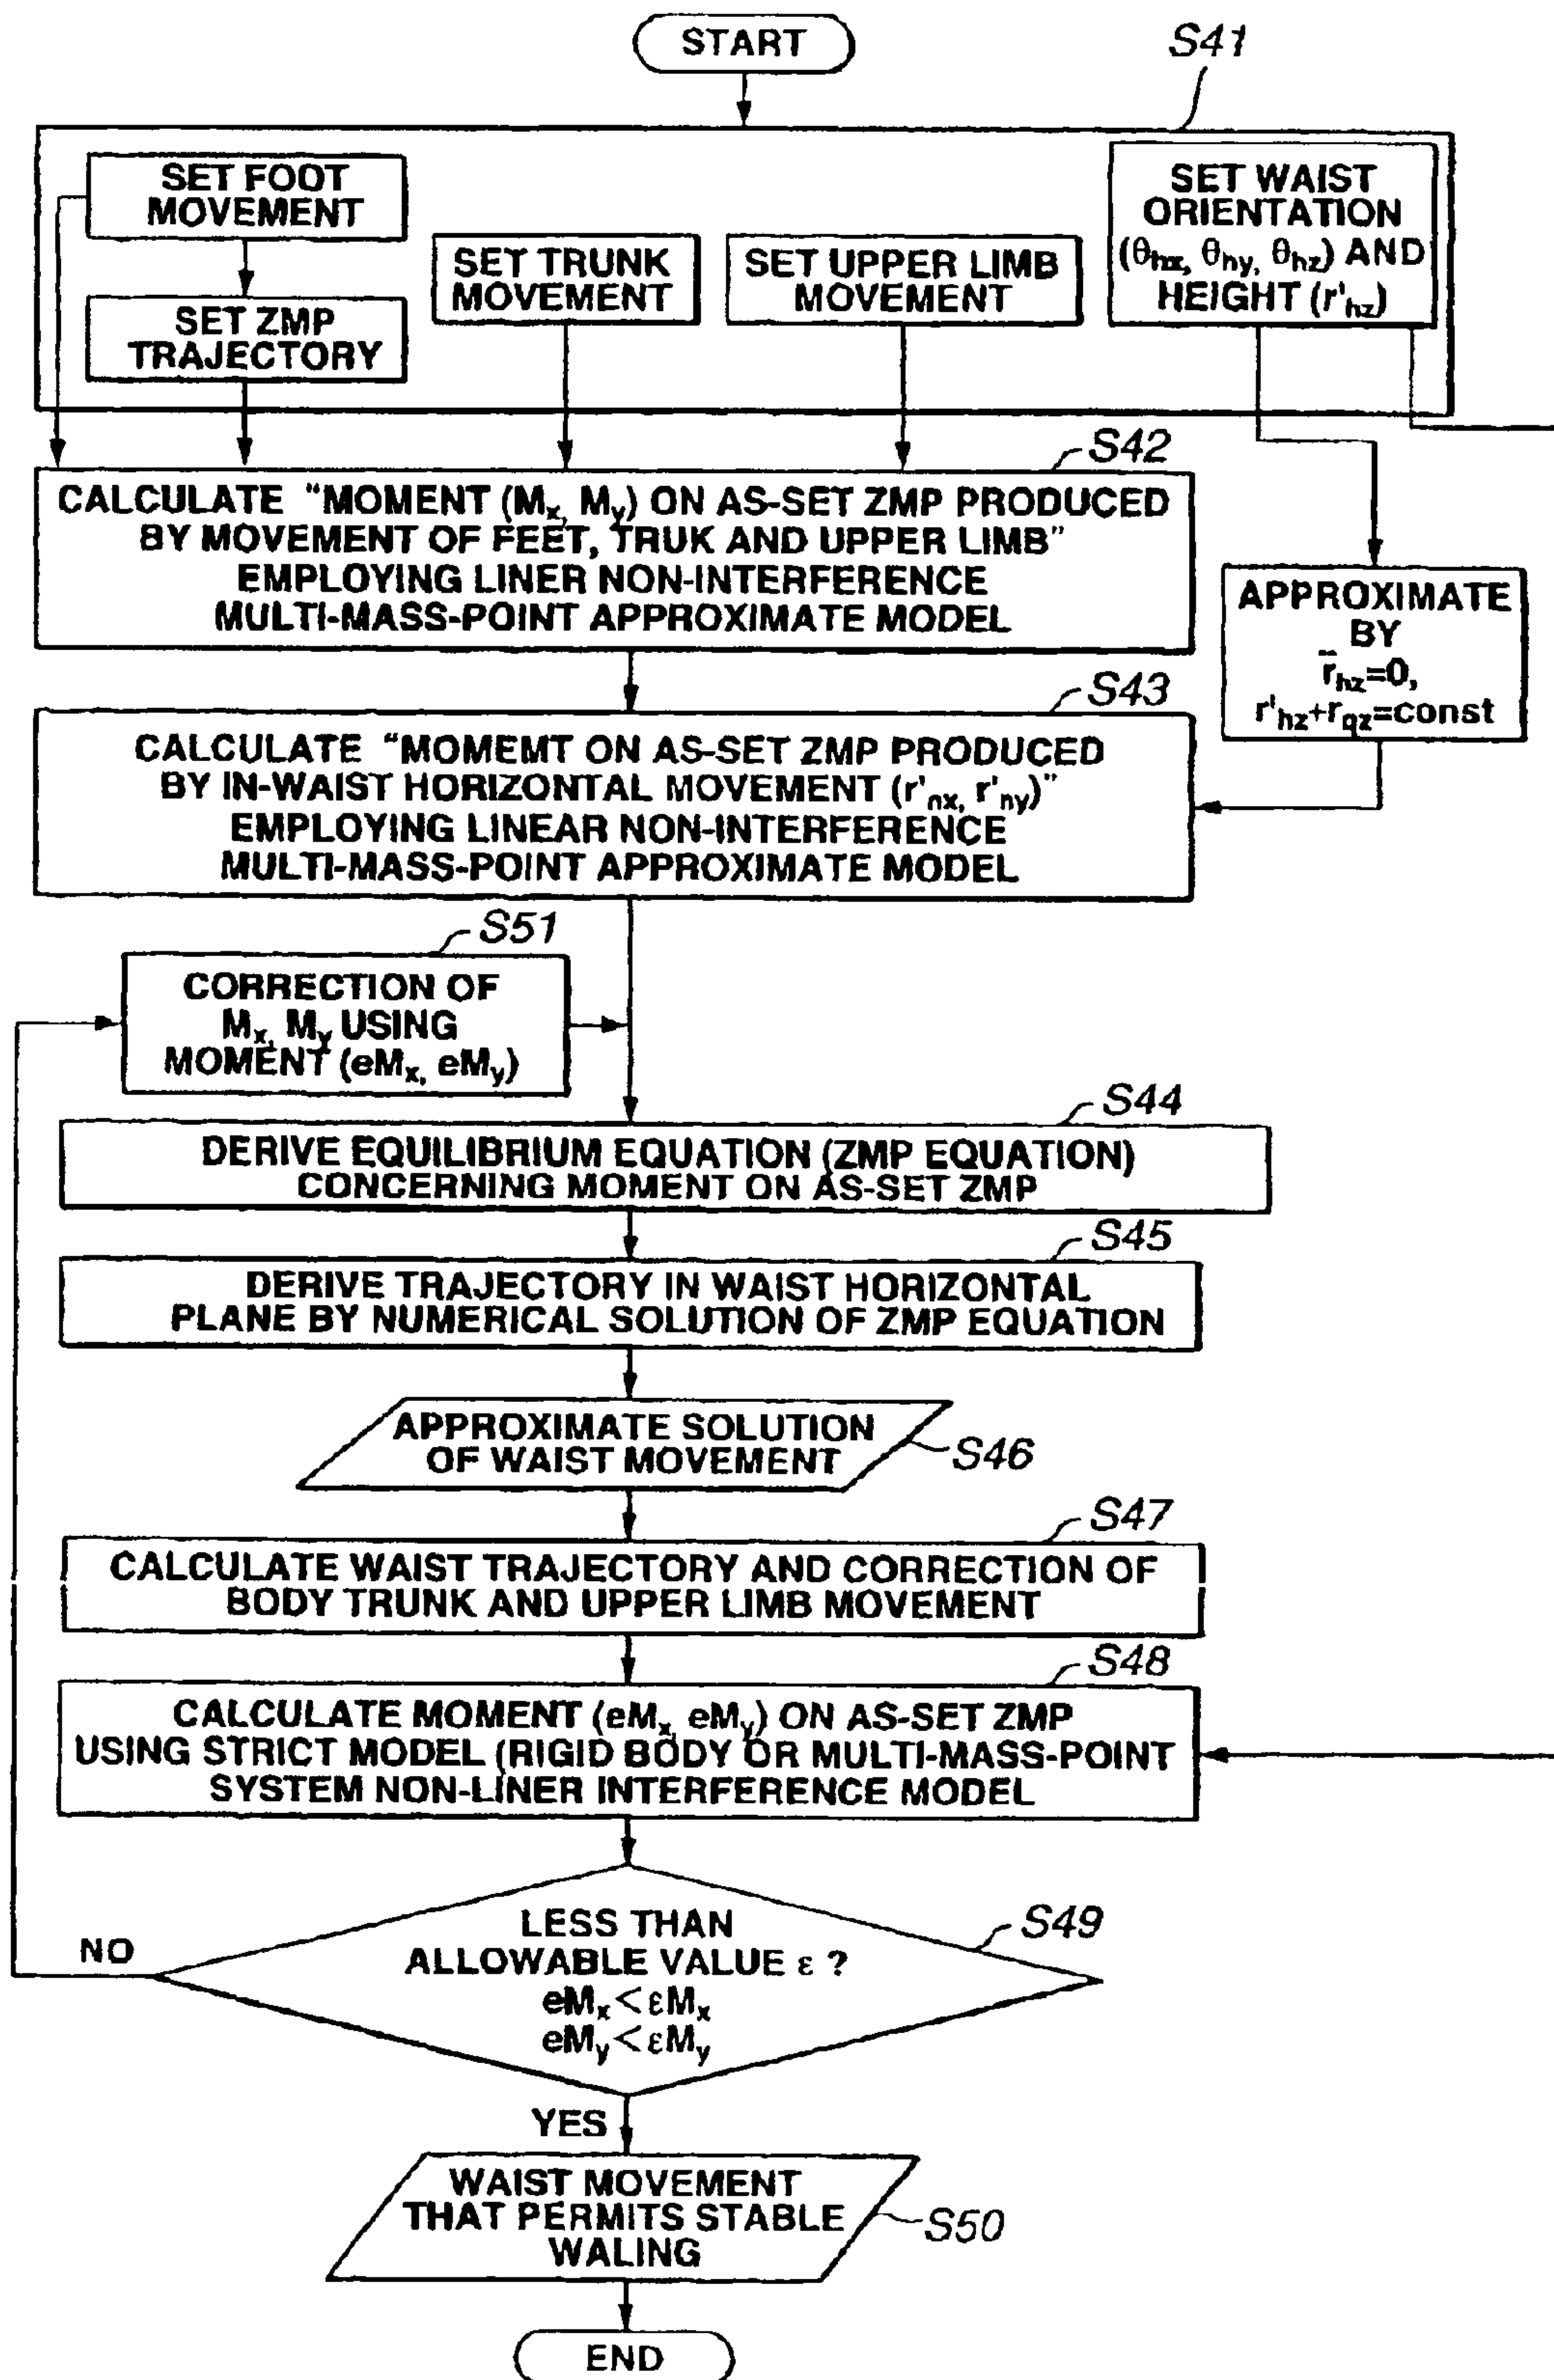 START
S41
SET FOOT
MOVEMENT
SET ZMP
TRAJECTORY
SET TRUNK
MOVEMENT
SET UPPER LIMB
MOVEMENT
SET WAIST
ORIENTATION
(θhx, θhy, θhz) AND
HEIGHT (r'hz)
S42
CALCULATE "MOMENT (Mx, My) ON AS-SET ZMP PRODUCED
BY MOVEMENT OF FEET, TRUK AND UPPER LIMB"
EMPLOYING LINER NON-INTERFERENCE
MULTI-MASS-POINT APPROXIMATE MODEL
APPROXIMATE
BY
r̄hz=0,
r'hz+rqz=const
S43
CALCULATE "MOMEMT ON AS-SET ZMP PRODUCED
BY IN-WAIST HORIZONTAL MOVEMENT (r'nx, r'ny)"
EMPLOYING LINEAR NON-INTERFERENCE
MULTI-MASS-POINT APPROXIMATE MODEL
S51
CORRECTION OF
Mx, My USING
MOMENT (eMx, eMy)
S44
DERIVE EQUILIBRIUM EQUATION (ZMP EQUATION)
CONCERNING MOMENT ON AS-SET ZMP
S45
DERIVE TRAJECTORY IN WAIST HORIZONTAL
PLANE BY NUMERICAL SOLUTION OF ZMP EQUATION
APPROXIMATE SOLUTION
OF WAIST MOVEMENT
S46
S47
CALCULATE WAIST TRAJECTORY AND CORRECTION OF
BODY TRUNK AND UPPER LIMB MOVEMENT
S48
CALCULATE MOMENT (eMx, eMy) ON AS-SET ZMP
USING STRICT MODEL (RIGID BODY OR MULTI-MASS-POINT
SYSTEM NON-LINER INTERFERENCE MODEL
S49
NO
LESS THAN
ALLOWABLE VALUE ε ?
eMx<εMx
eMy<εMy
YES
WAIST MOVEMENT
THAT PERMITS STABLE
WALING
S50
END